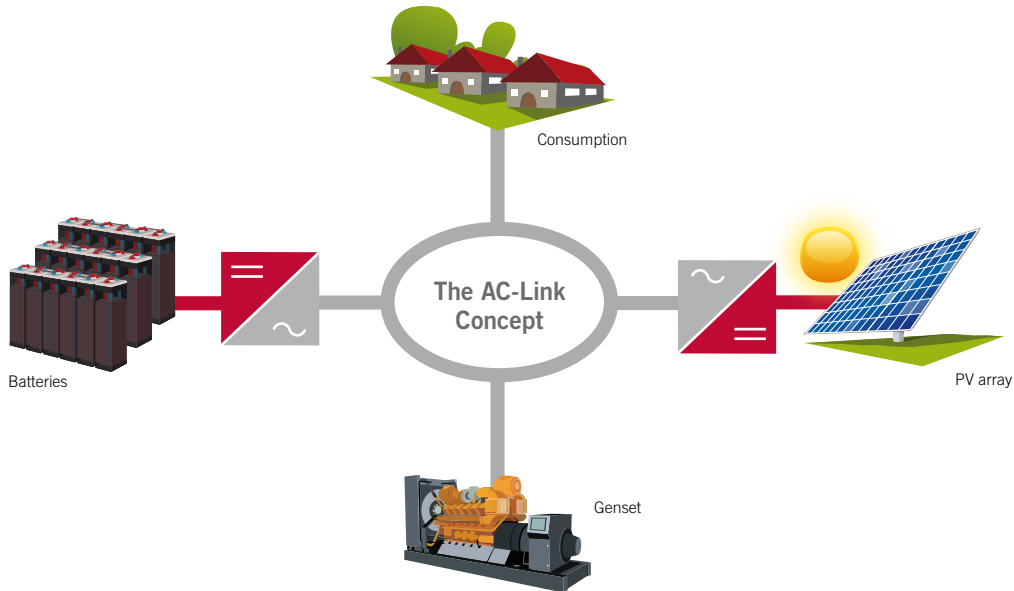 Consumption
The AC-Link
Concept
Batteries
PV array
Genset